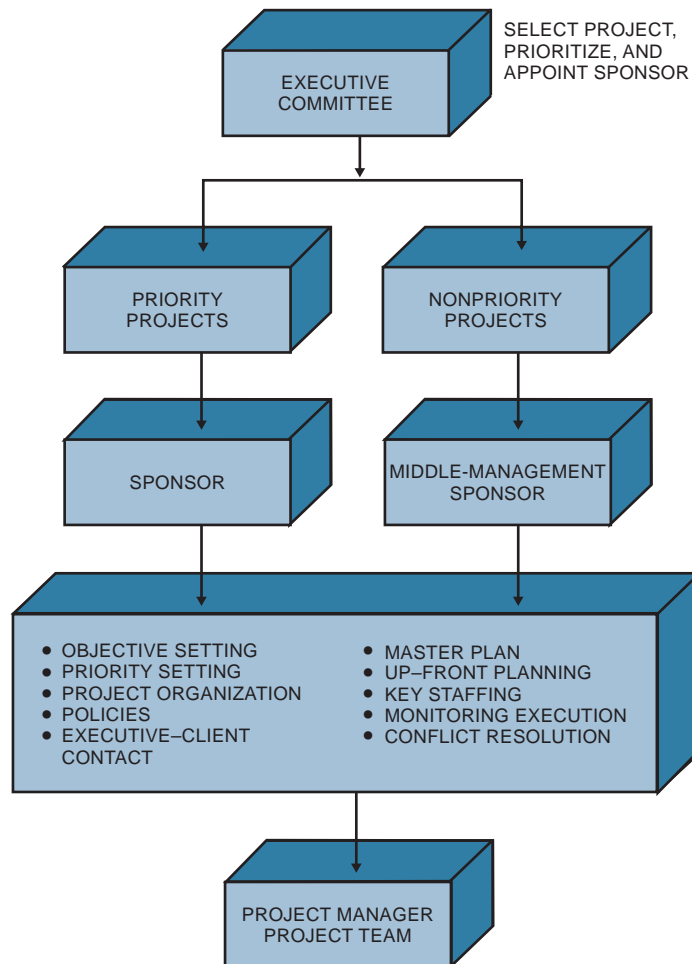 SELECT PROJECT,
PRIORITIZE, AND
APPOINT SPONSOR
EXECUTIVE
COMMITTEE
PRIORITY
PROJECTS
NONPRIORITY
PROJECTS
SPONSOR
MIDDLE-MANAGEMENT
SPONSOR
• OBJECTIVE SETTING
• PRIORITY SETTING
• PROJECT ORGANIZATION
• POLICIES
• EXECUTIVE–CLIENT
CONTACT
• MASTER PLAN
• UP–FRONT PLANNING
• KEY STAFFING
• MONITORING EXECUTION
• CONFLICT RESOLUTION
PROJECT MANAGER
PROJECT TEAM